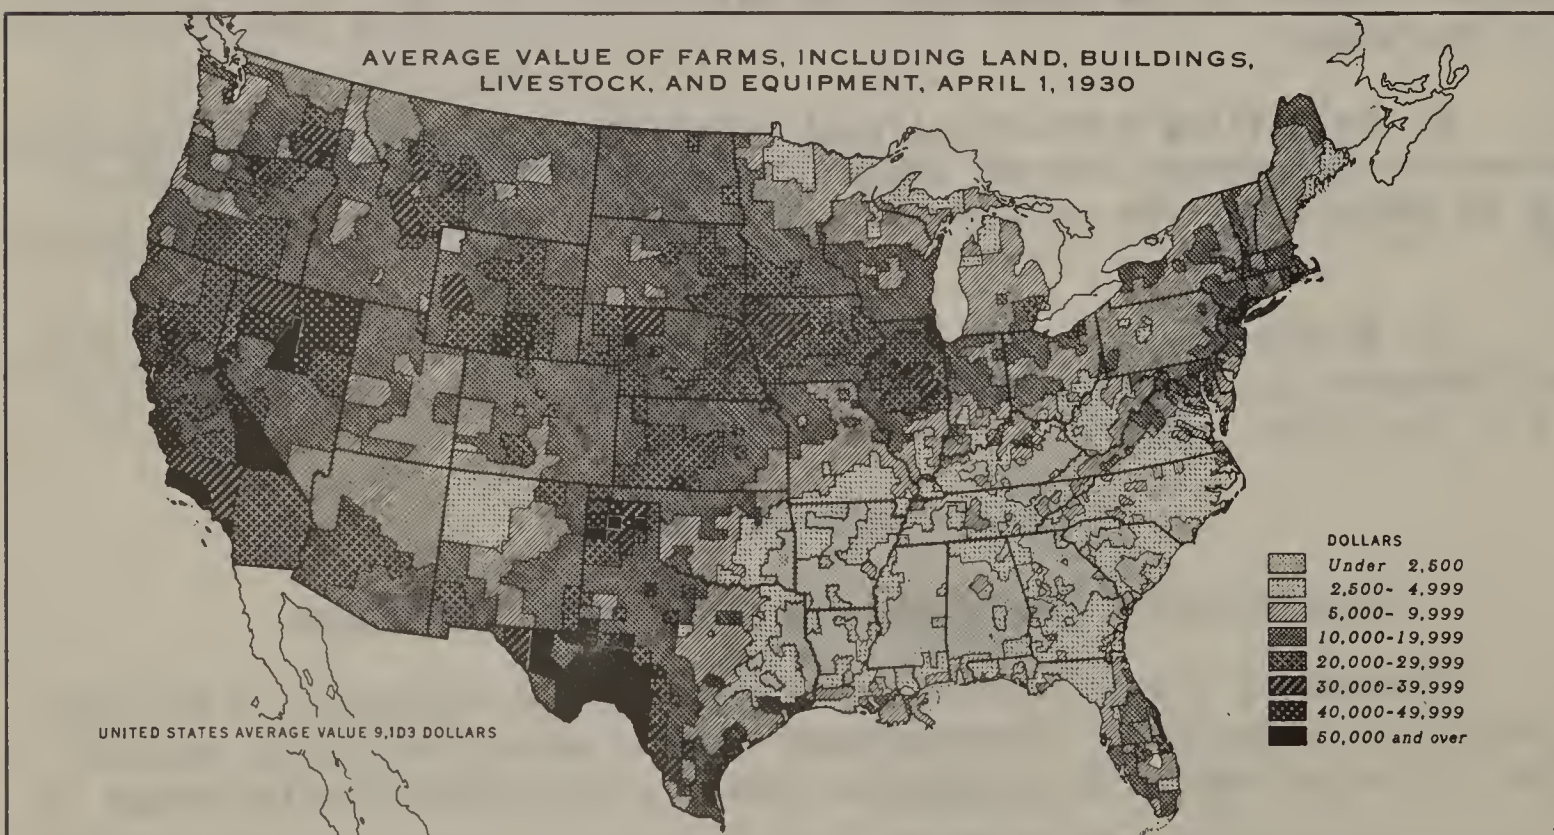 AVERAGE VALUE OF FARMS, INCLUDING LAND, BUILDINGS,
LIVESTOCK, AND EQUIPMENT, APRIL 1, 1930
DOLLARS
Under 2,500
2,500- 4,999
5,000- 9,999
10,000-19,999
20,000-29,999
30,000-39,999
40,000-49,999
50,000 and over
UNITED STATES AVERAGE VALUE 9,103 DOLLARS